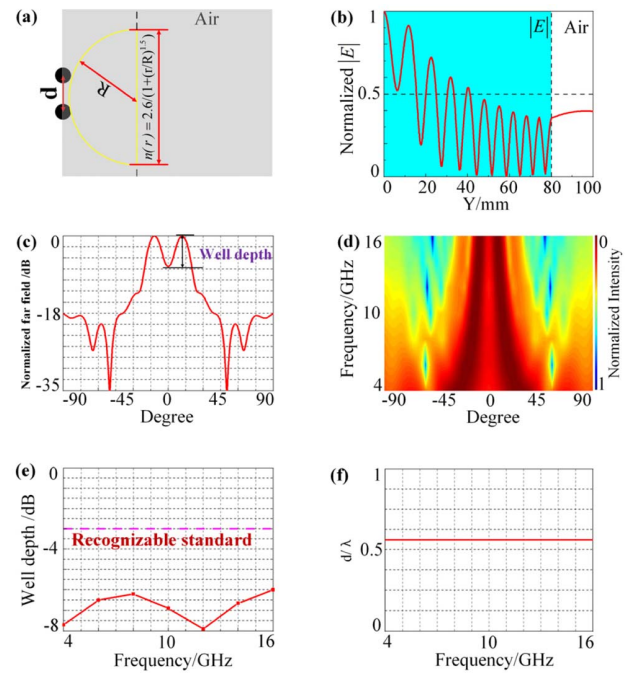 (a)
Air
d
R
n(r) = 2.6/(1+(r/R)^1.5)
(b)
|E|
Air
Normalized |E|
1
0.5
0
0
20
40
60
80
100
Y/mm
(c)
Well depth
Normalized far field /dB
0
-18
-35
-90
-45
0
45
90
Degree
(d)
Frequency/GHz
16
10
4
-90
-45
0
45
90
Degree
0
1
Normalized Intensity
(e)
Well depth /dB
0
-4
-8
Recognizable standard
4
10
16
Frequency/GHz
(f)
d/λ
1
0.5
0
4
10
16
Frequency/GHz